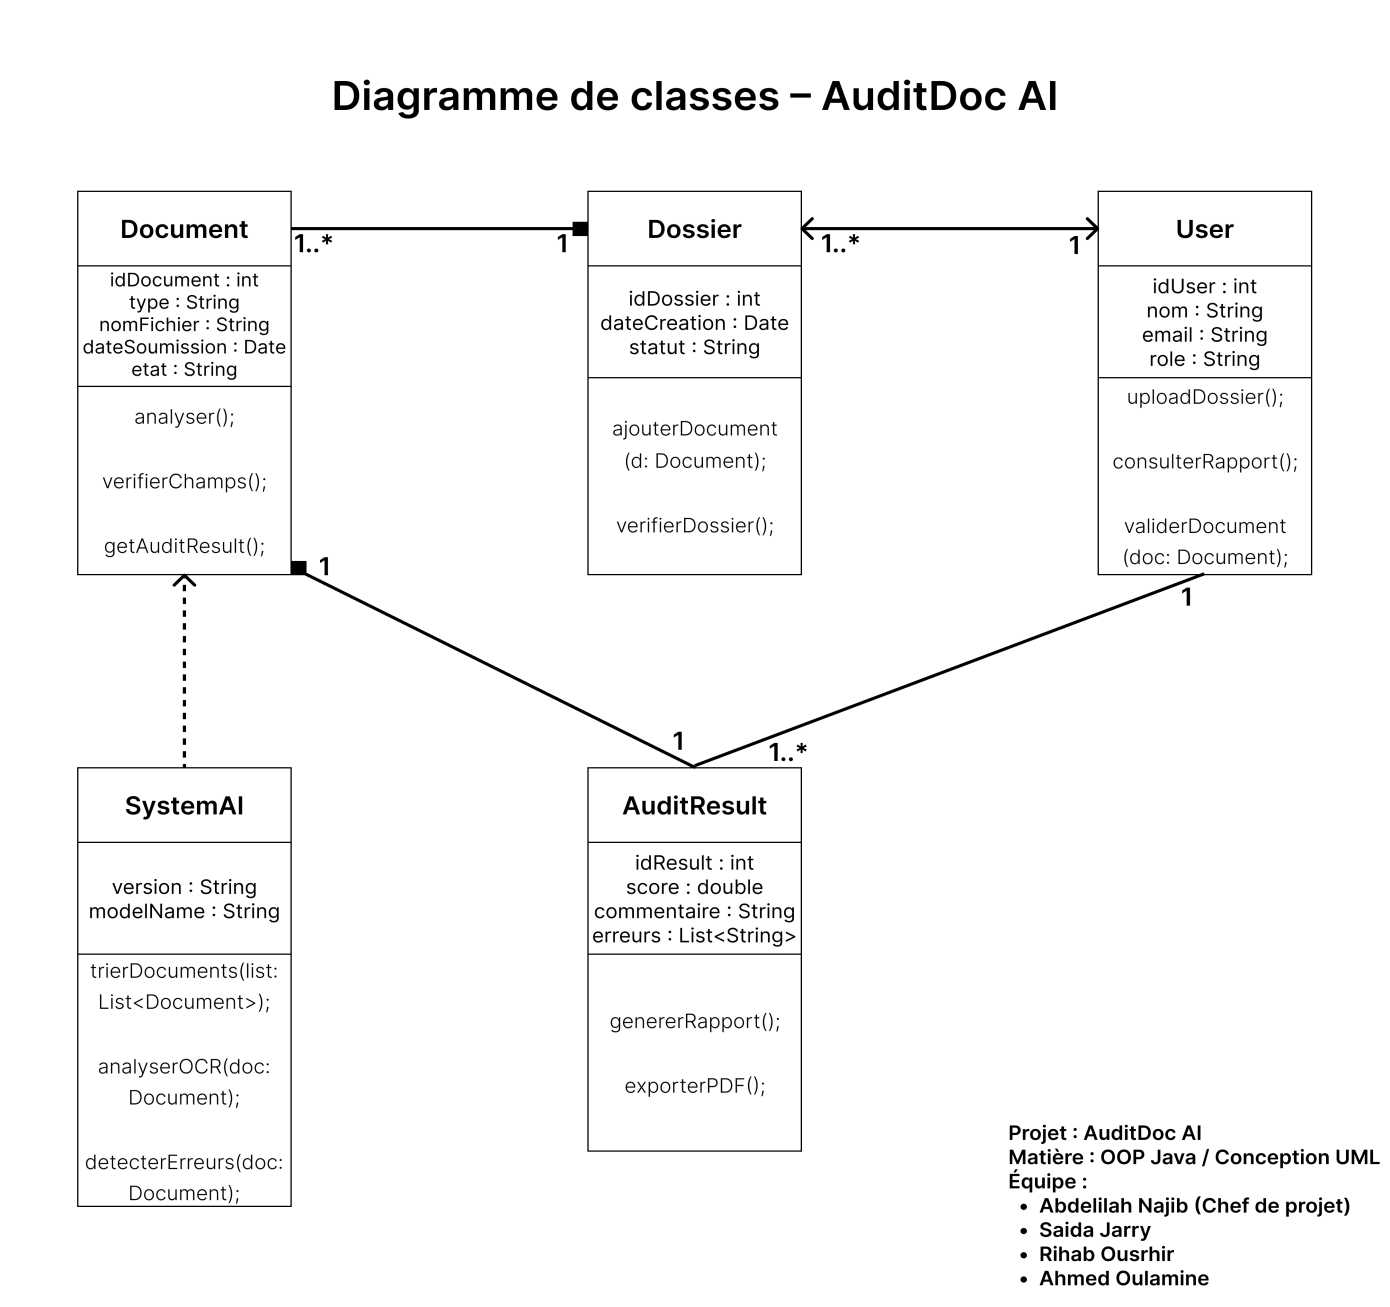 Diagramme de classes – AuditDoc AI
Document
1..*
1
Dossier
1..*
1
User
idDocument : int
type : String
nomFichier : String
dateSoumission : Date
etat : String
idDossier : int
dateCreation : Date
statut : String
idUser : int
nom : String
email : String
role : String
analyser();
verifierChamps();
getAuditResult();
ajouterDocument
(d: Document);
verifierDossier();
uploadDossier();
consulterRapport();
validerDocument
(doc: Document);
1
1
1
1..*
SystemAI
version : String
modelName : String
trierDocuments(list:
List<Document>);
analyserOCR(doc:
Document);
detecterErreurs(doc:
Document);
AuditResult
idResult : int
score : double
commentaire : String
erreurs : List<String>
genererRapport();
exporterPDF();
Projet : AuditDoc AI
Matière : OOP Java / Conception UML
Équipe :
• Abdelilah Najib (Chef de projet)
• Saida Jarry
• Rihab Ousrhir
• Ahmed Oulamine